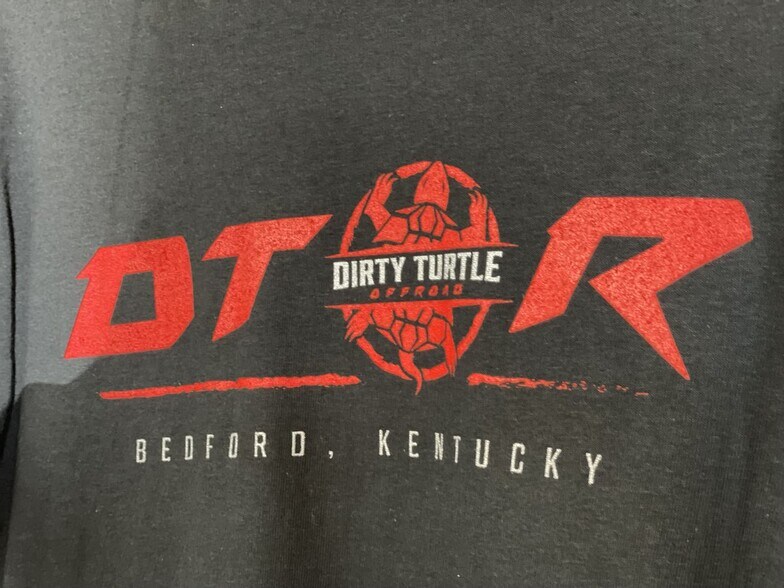 DT R
DIRTY TURTLE
OFFROAD
BEDFORD, KENTUCKY